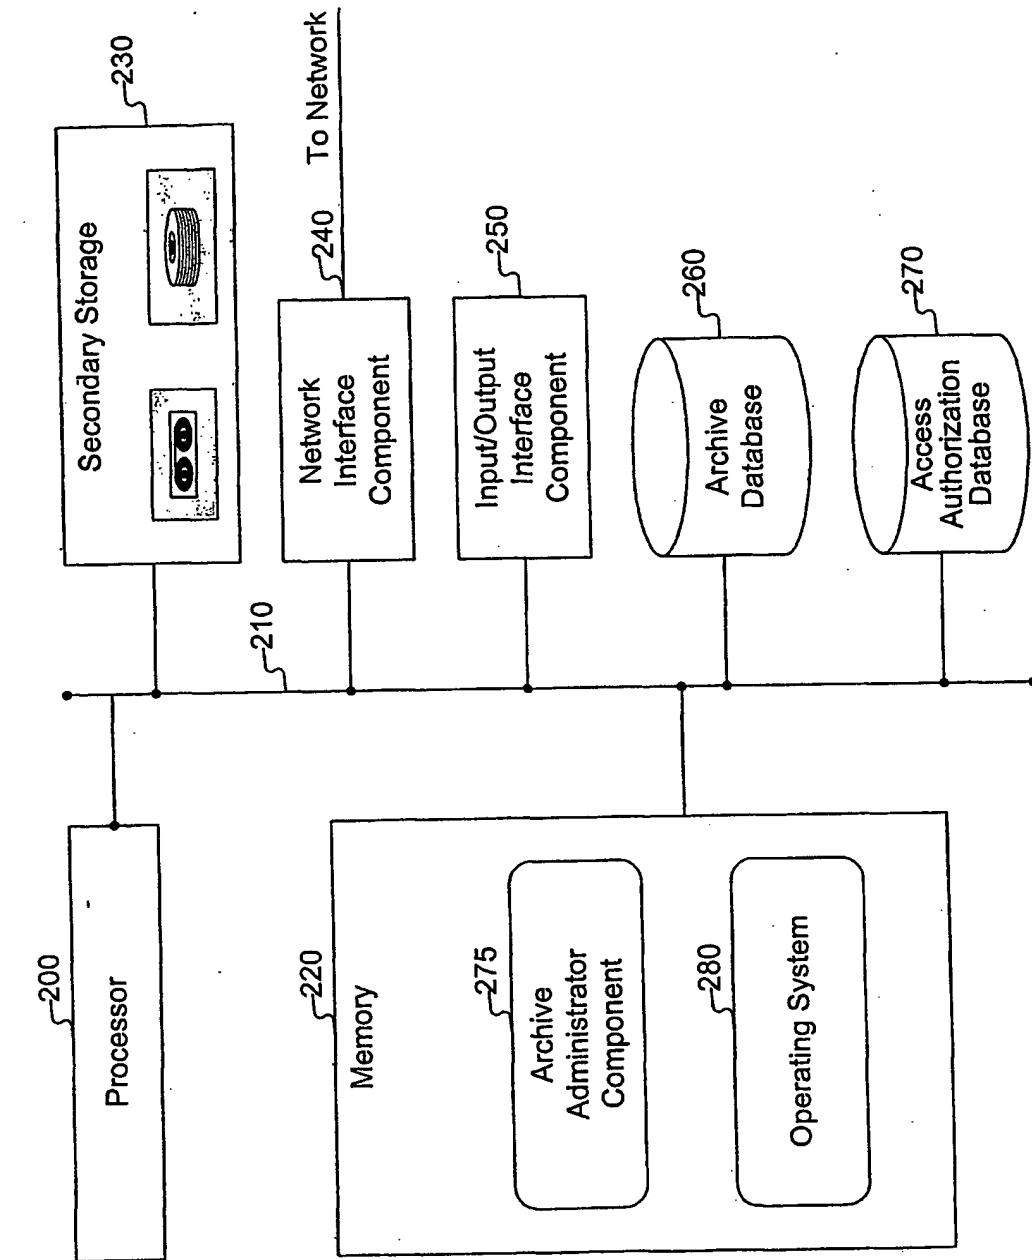 200
Processor
220
Memory
275
Archive
Administrator
Component
280
Operating System
210
230
Secondary Storage
240
To Network
Network
Interface
Component
250
Input/Output
Interface
Component
260
Archive
Database
270
Access
Authorization
Database